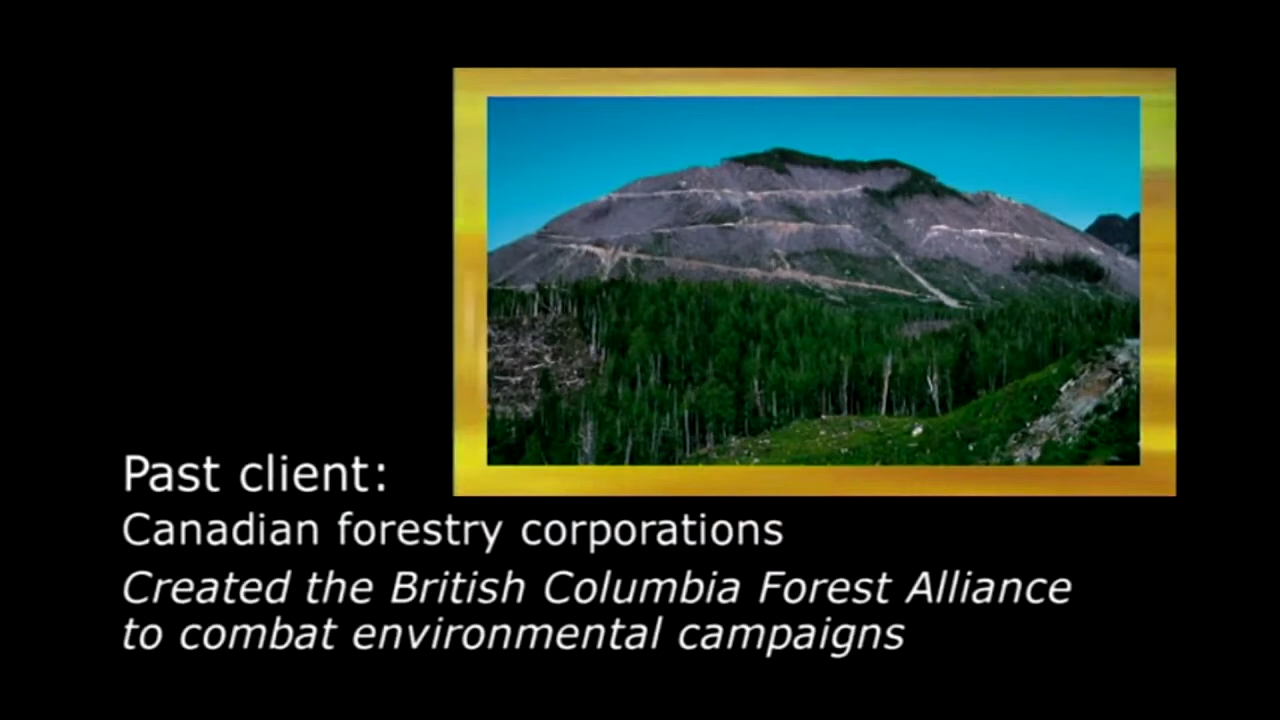 Past client:
Canadian forestry corporations
Created the British Columbia Forest Alliance
to combat environmental campaigns